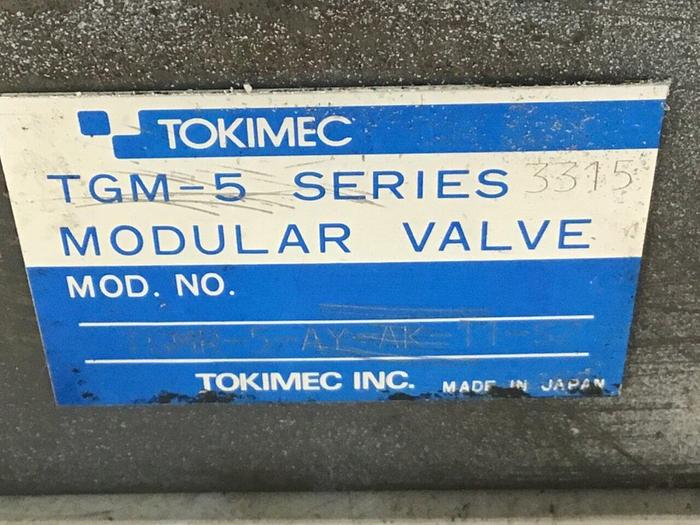 TOKIMEC
TGM-5 SERIES 3315
MODULAR VALVE
MOD. NO.
TOKIMEC INC. MADE IN JAPAN